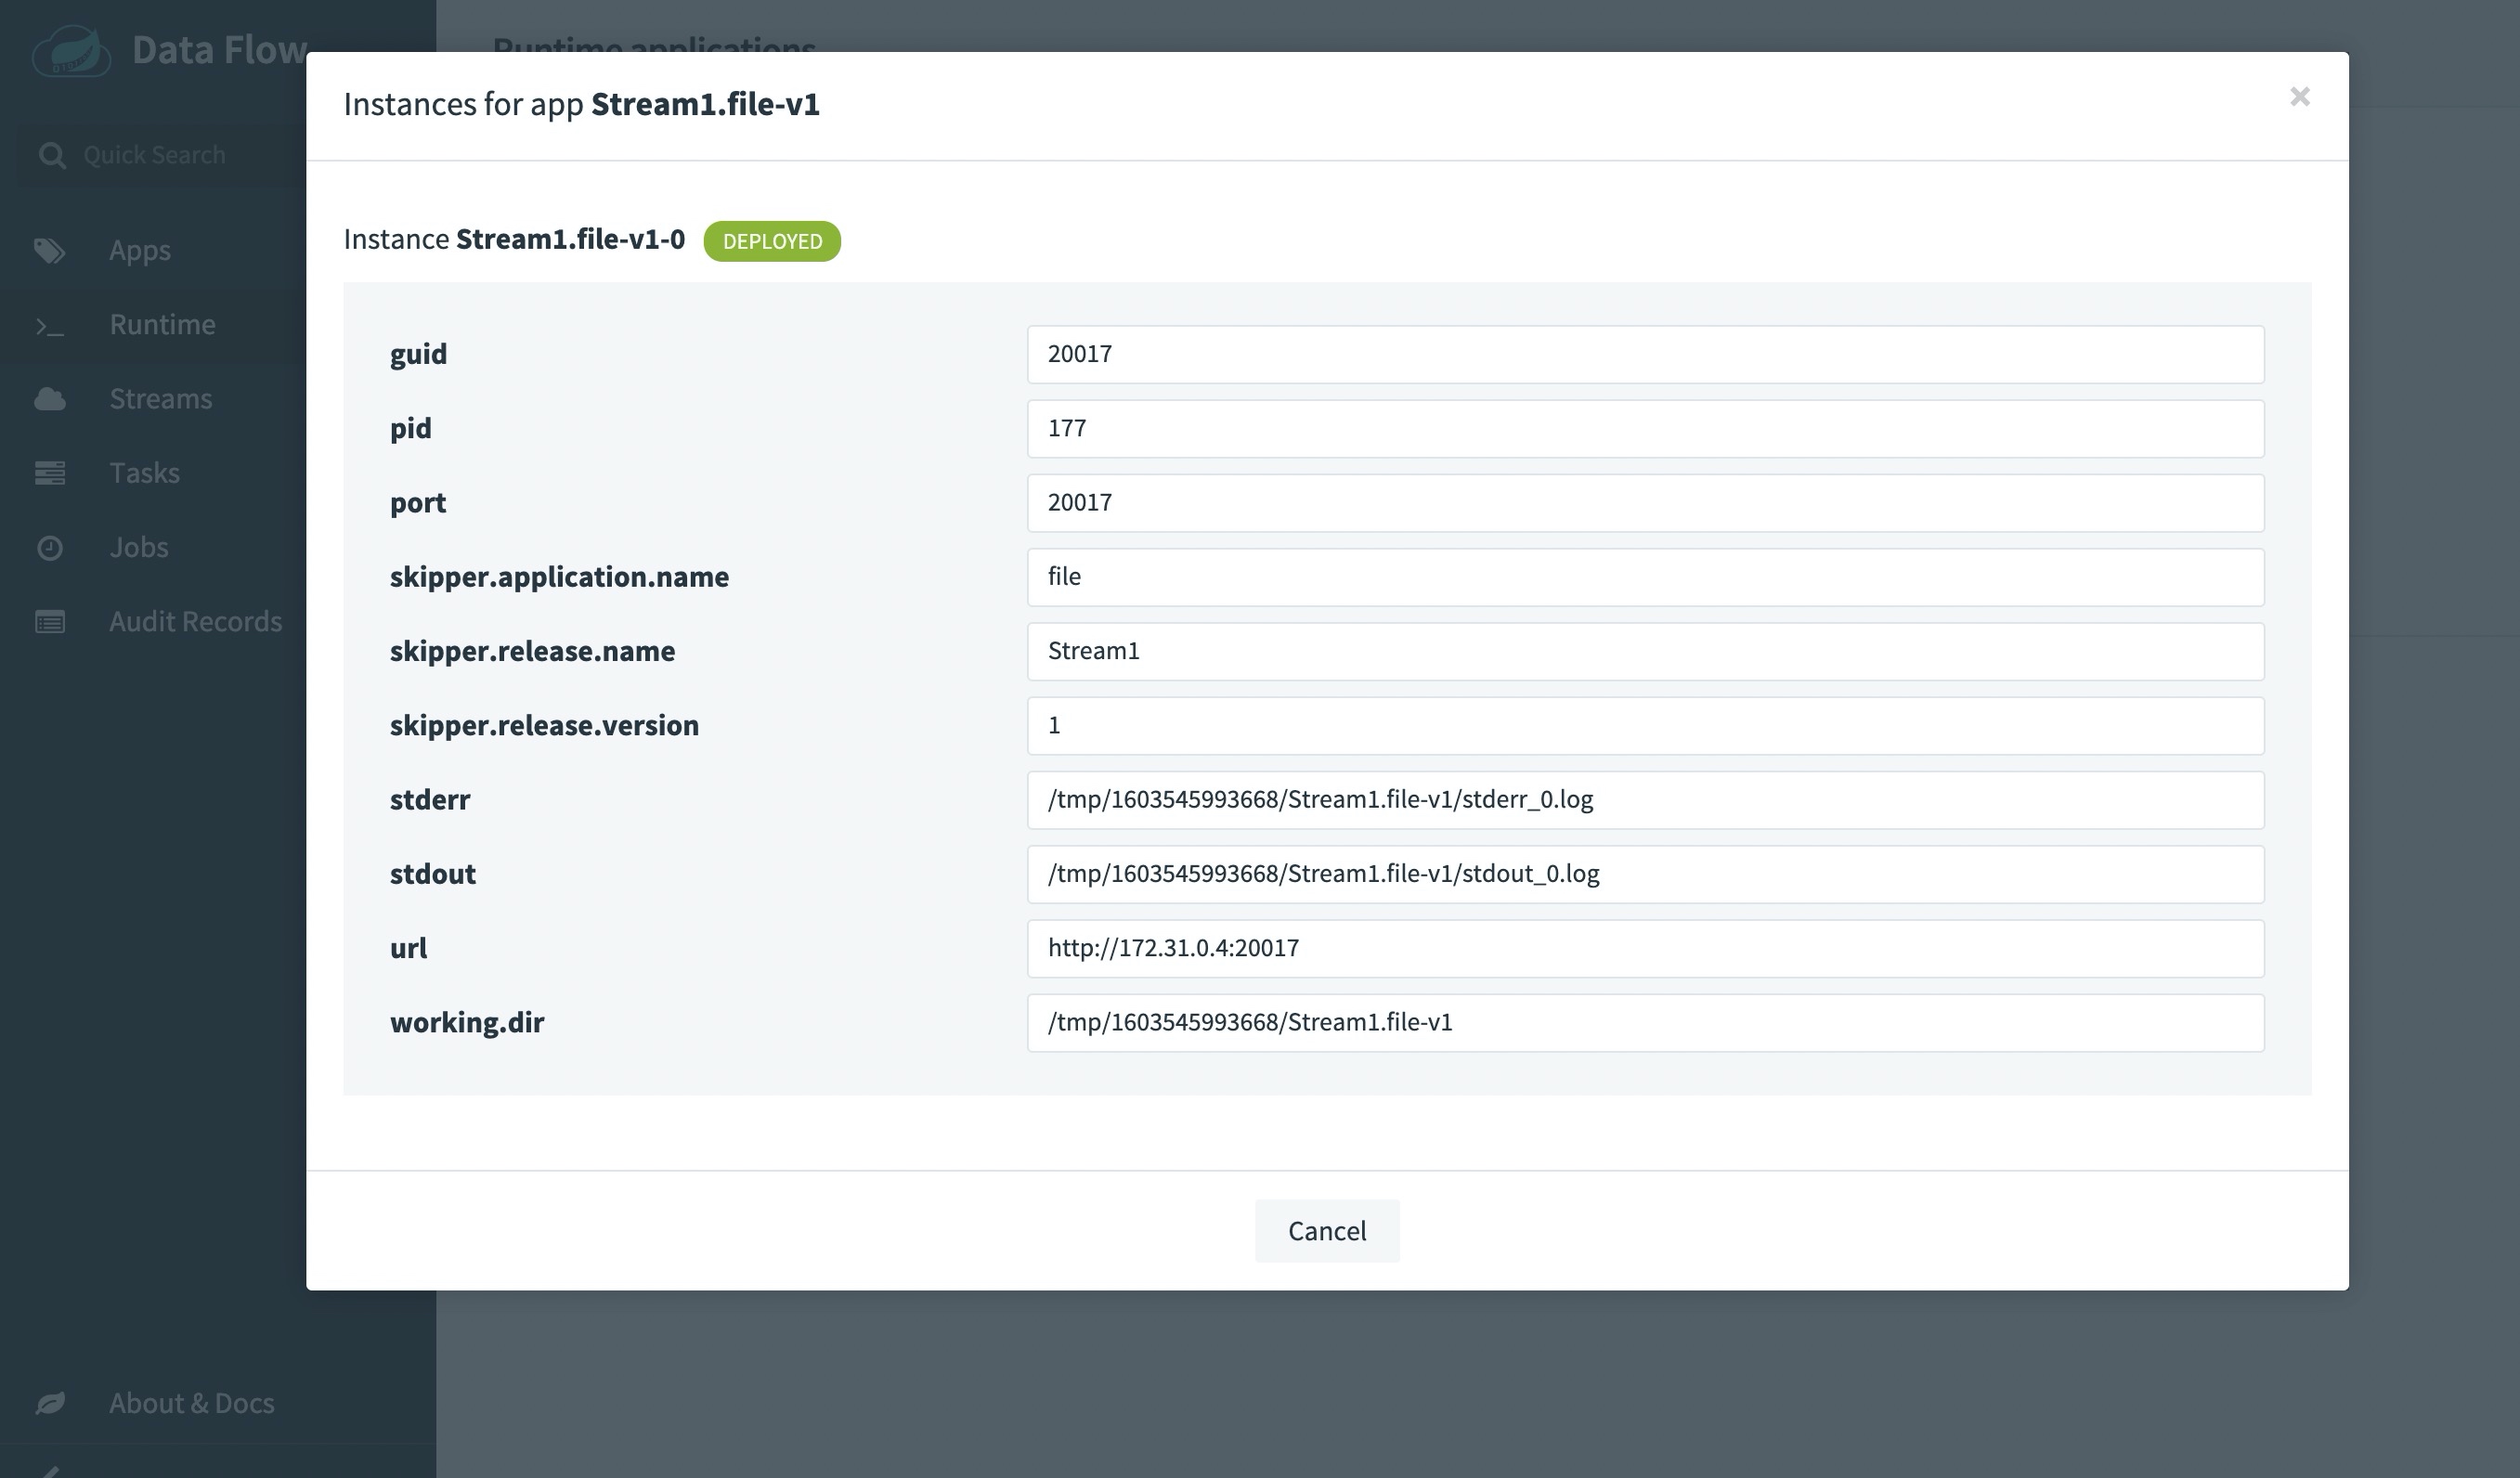 Data Flow
Runtime applications
Quick Search
Apps
Runtime
Streams
Tasks
Jobs
Audit Records
About & Docs
Instances for app Stream1.file-v1
×
Instance Stream1.file-v1-0 DEPLOYED
guid 20017
pid 177
port 20017
skipper.application.name file
skipper.release.name Stream1
skipper.release.version 1
stderr /tmp/1603545993668/Stream1.file-v1/stderr_0.log
stdout /tmp/1603545993668/Stream1.file-v1/stdout_0.log
url http://172.31.0.4:20017
working.dir /tmp/1603545993668/Stream1.file-v1
Cancel